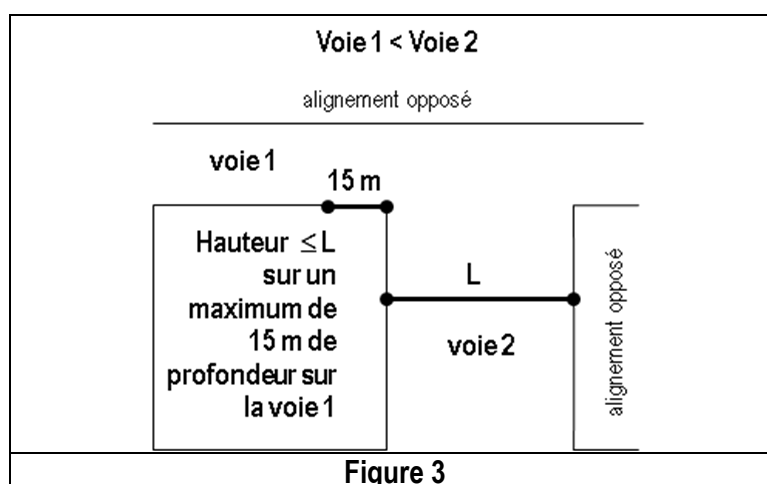 Voie 1 < Voie 2
alignement opposé
voie 1
15 m
Hauteur ≤ L
sur un
maximum de
15 m de
profondeur sur
la voie 1
L
voie 2
alignement opposé
Figure 3